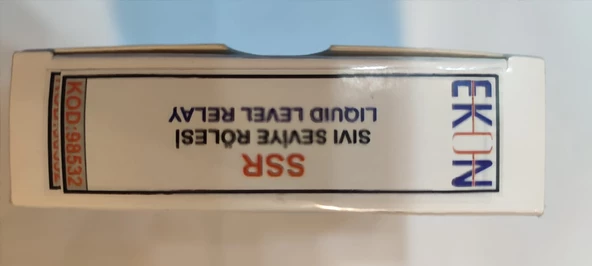 EKON
SSR
SIVI SEVİYE RÖLESİ
LIQUID LEVEL RELAY
KOD:98532